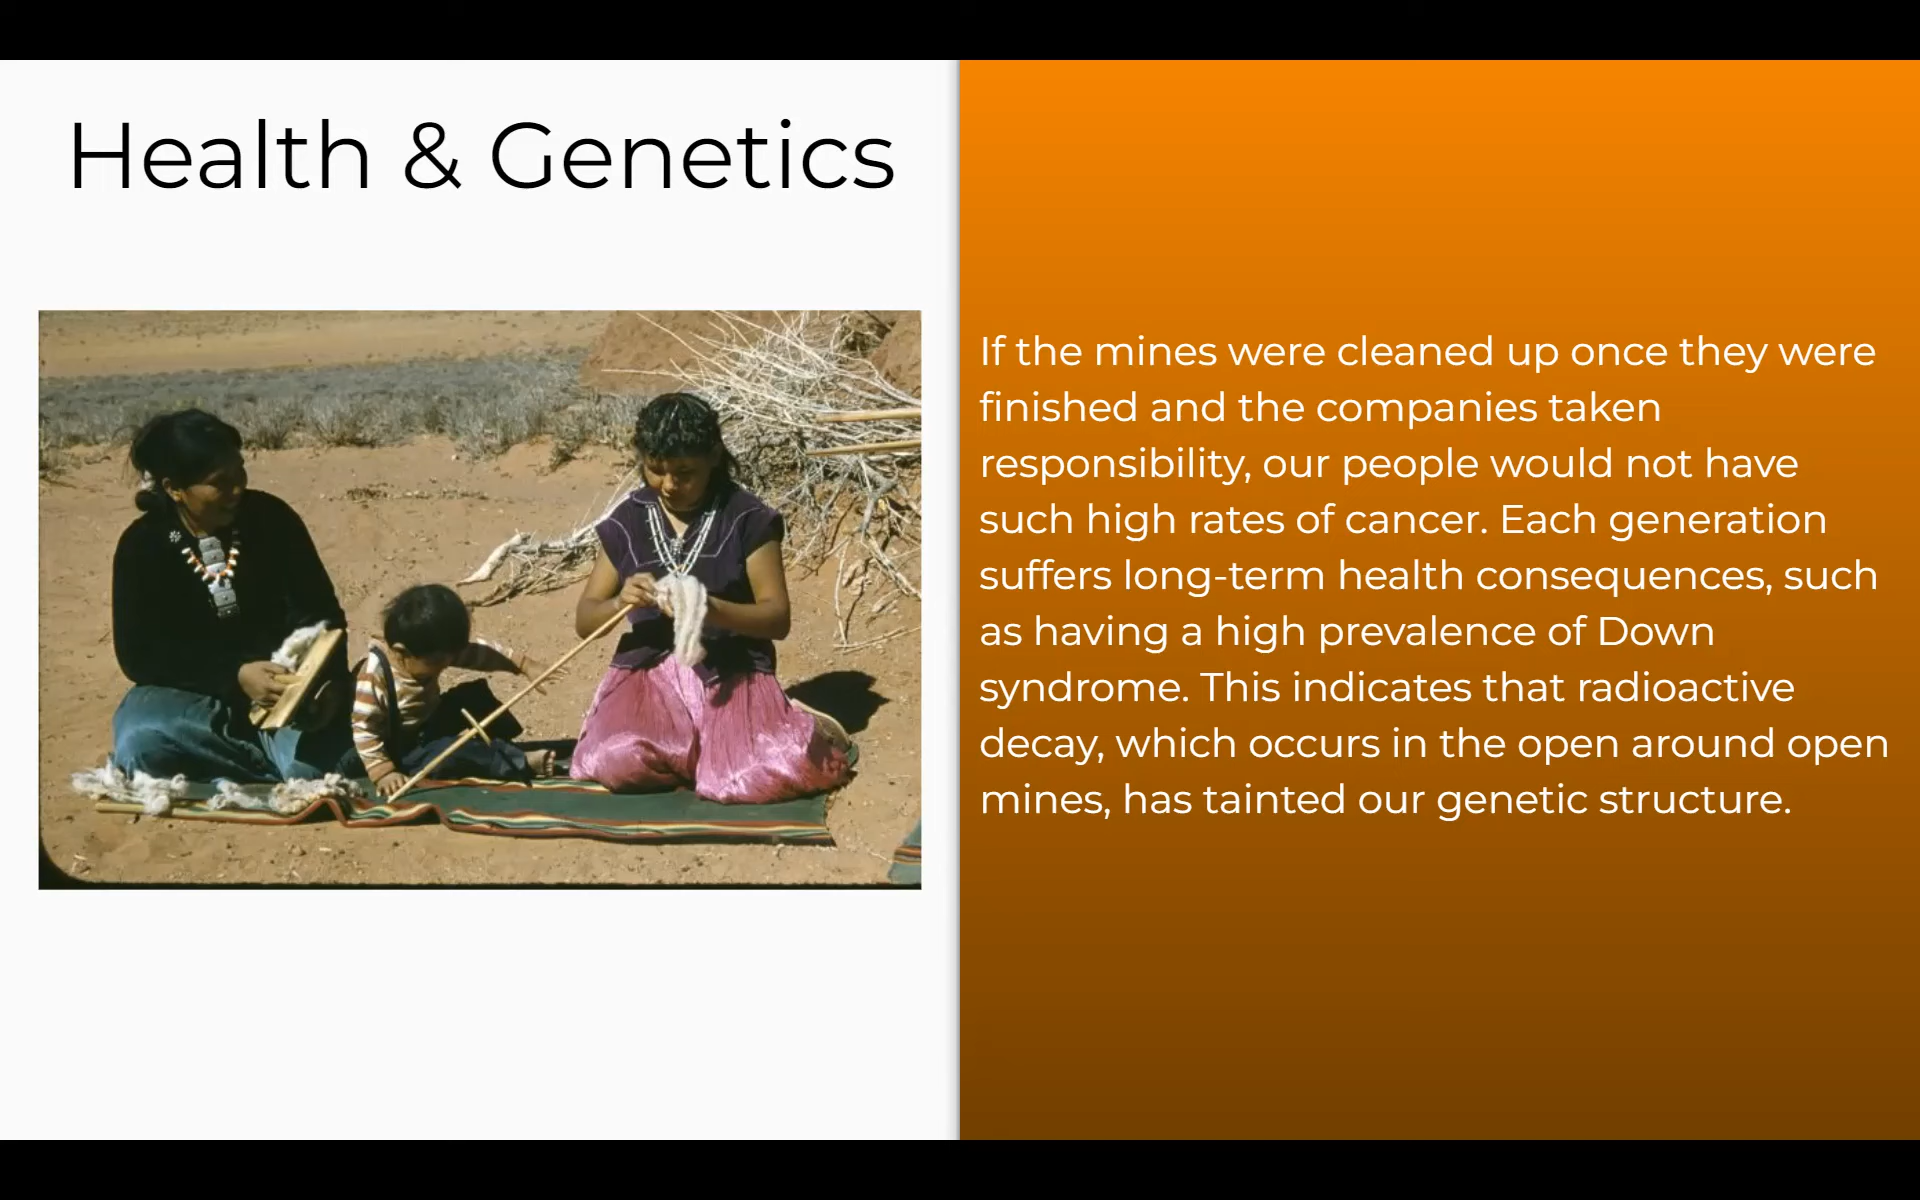 Health & Genetics
If the mines were cleaned up once they were
finished and the companies taken
responsibility, our people would not have
such high rates of cancer. Each generation
suffers long-term health consequences, such
as having a high prevalence of Down
syndrome. This indicates that radioactive
decay, which occurs in the open around open
mines, has tainted our genetic structure.